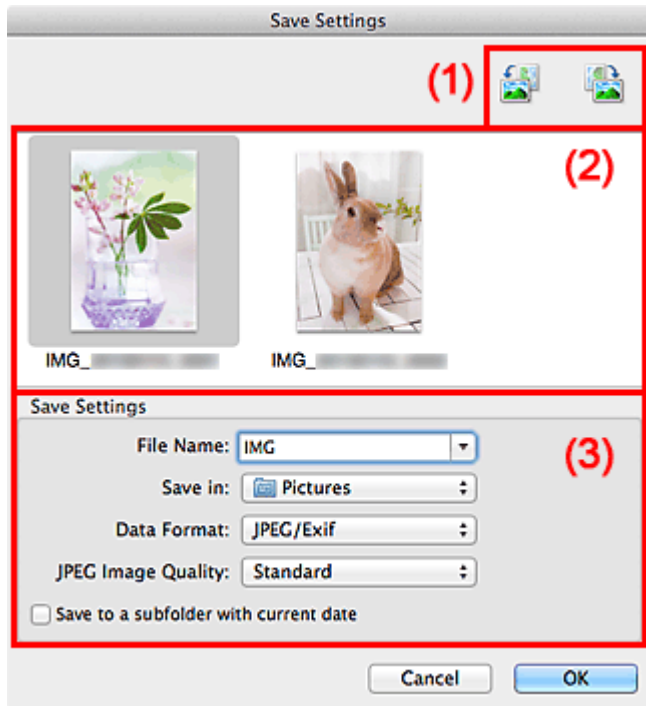 Save Settings
(1)
(2)
IMG_
IMG_
Save Settings
(3)
File Name: IMG
Save in: Pictures
Data Format: JPEG/Exif
JPEG Image Quality: Standard
Save to a subfolder with current date
Cancel OK